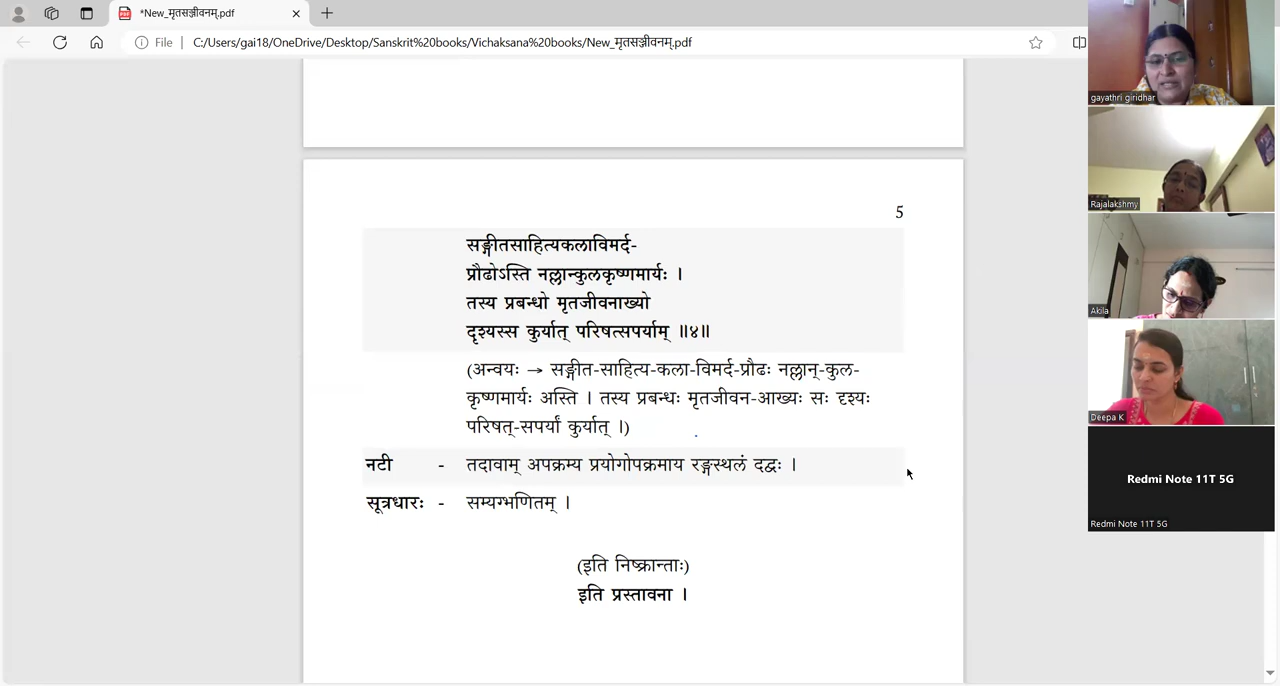 *New_मृतसञ्जीवनम्.pdf
File
C:/Users/gai18/OneDrive/Desktop/Sanskrit%20books/Vichaksana%20books/New_मृतसञ्जीवनम्.pdf
5
सङ्गीतसाहित्यकलाविमर्द-
प्रौढोऽस्ति नल्लान्कुलकृष्णमार्यः ।
तस्य प्रबन्धो मृतजीवनाख्यो
दृश्यस्स कुर्यात् परिषत्सपर्याम् ॥४॥
(अन्वयः → सङ्गीत-साहित्य-कला-विमर्द-प्रौढः नल्लान्-कुल-
कृष्णमार्यः अस्ति । तस्य प्रबन्धः मृतजीवन-आख्यः सः दृश्यः
परिषत्-सपर्यां कुर्यात् ।)
नटी - तदावाम् अपक्रम्य प्रयोगोपक्रमाय रङ्गस्थलं दद्वः ।
सूत्रधारः - सम्यग्भणितम् ।
(इति निष्क्रान्ताः)
इति प्रस्तावना ।
gayathri giridhar
Rajalakshmy
Akila
Deepa K
Redmi Note 11T 5G
Redmi Note 11T 5G